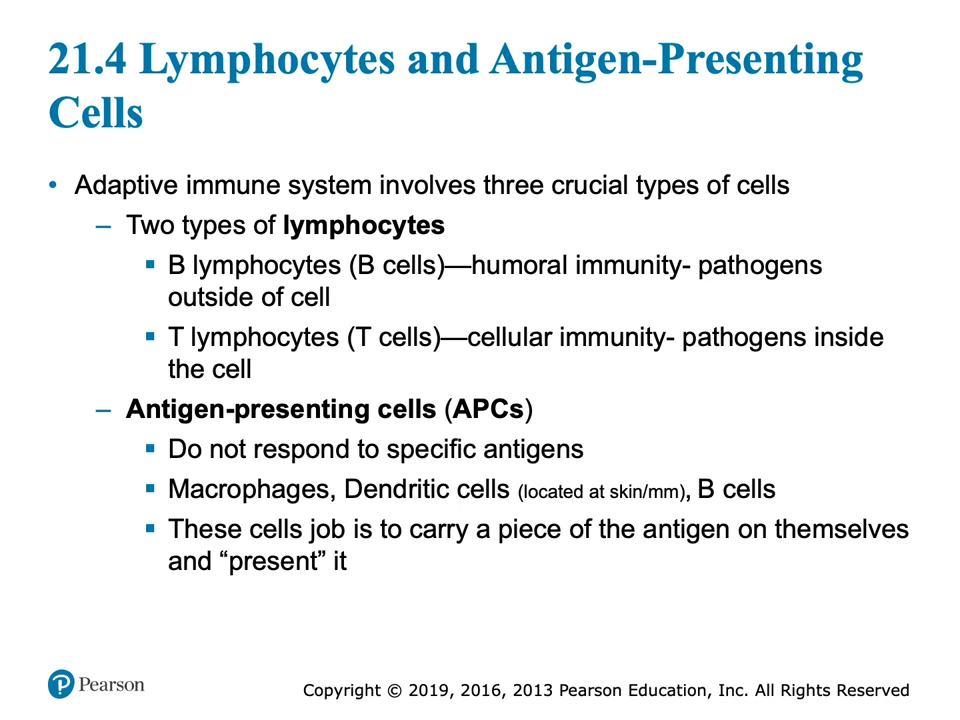 21.4 Lymphocytes and Antigen-Presenting
Cells
• Adaptive immune system involves three crucial types of cells
– Two types of lymphocytes
▪ B lymphocytes (B cells)—humoral immunity- pathogens
outside of cell
▪ T lymphocytes (T cells)—cellular immunity- pathogens inside
the cell
– Antigen-presenting cells (APCs)
▪ Do not respond to specific antigens
▪ Macrophages, Dendritic cells (located at skin/mm), B cells
▪ These cells job is to carry a piece of the antigen on themselves
and “present” it
P Pearson
Copyright © 2019, 2016, 2013 Pearson Education, Inc. All Rights Reserved